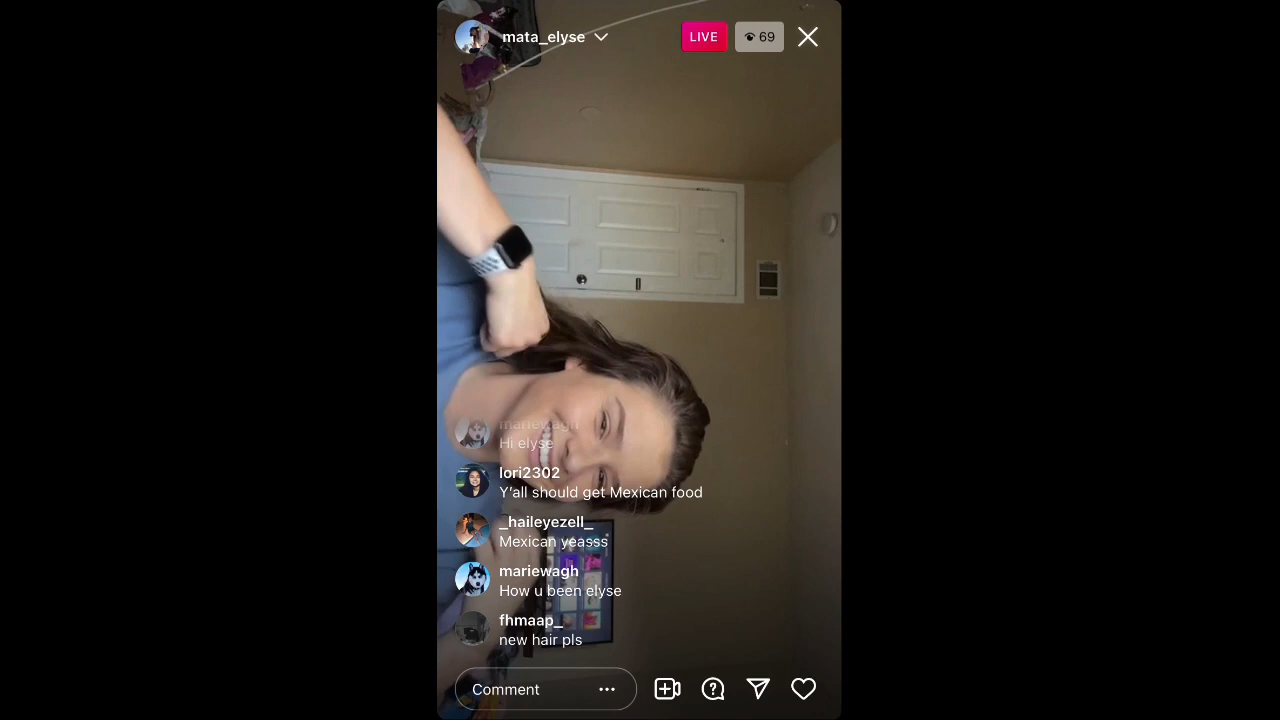 mata_elyse
LIVE
69
mariewagh
Hi elyse
lori2302
Y'all should get Mexican food
_haileyezell_
Mexican yeasss
mariewagh
How u been elyse
fhmaap_
new hair pls
Comment